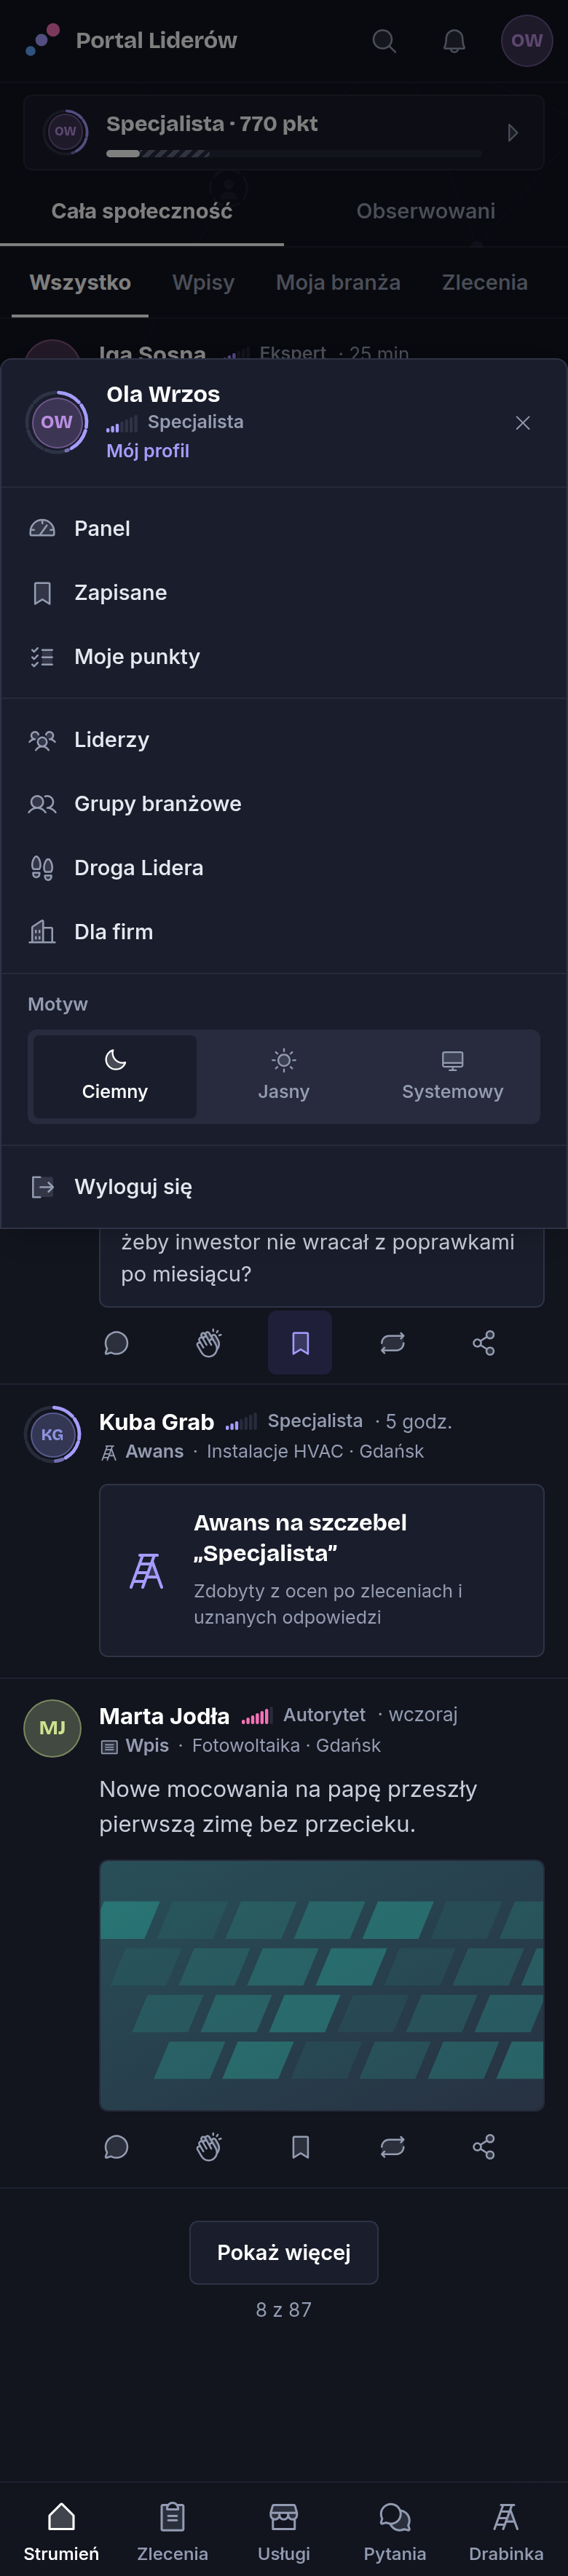 Portal Liderów
OW
OW
Specjalista · 770 pkt
Cała społeczność
Obserwowani
Wszystko
Wpisy
Moja branża
Zlecenia
Iga Sosna
Ekspert · 25 min
OW
Ola Wrzos
Specjalista
Mój profil
Panel
Zapisane
Moje punkty
Liderzy
Grupy branżowe
Droga Lidera
Dla firm
Motyw
Ciemny
Jasny
Systemowy
Wyloguj się
żeby inwestor nie wracał z poprawkami
po miesiącu?
KG
Kuba Grab
Specjalista · 5 godz.
Awans · Instalacje HVAC · Gdańsk
Awans na szczebel
„Specjalista”
Zdobyty z ocen po zleceniach i
uznanych odpowiedzi
MJ
Marta Jodła
Autorytet · wczoraj
Wpis · Fotowoltaika · Gdańsk
Nowe mocowania na papę przeszły
pierwszą zimę bez przecieku.
Pokaż więcej
8 z 87
Strumień
Zlecenia
Usługi
Pytania
Drabinka